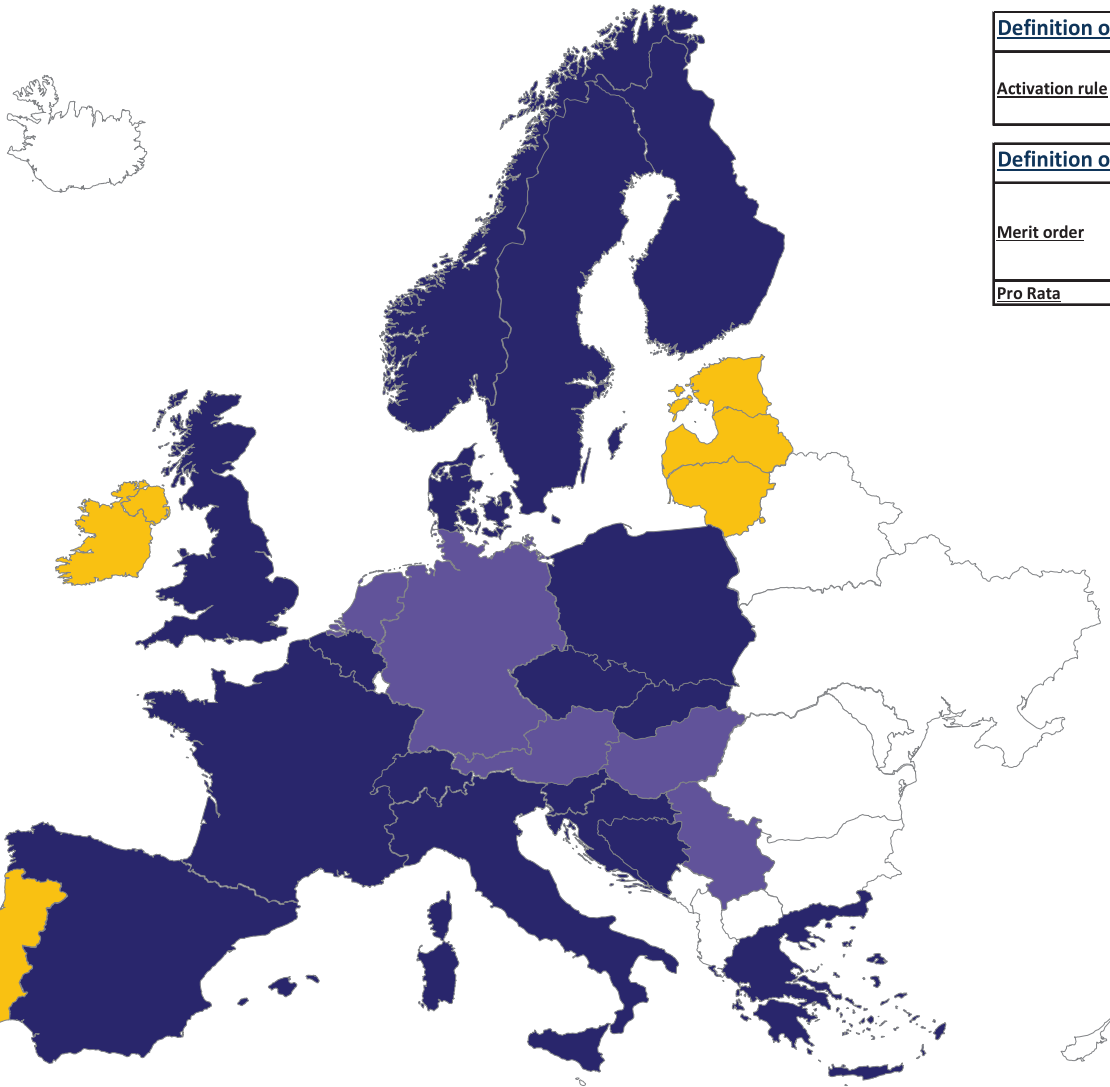 Definition o
Activation rule
Definition o
Merit order
Pro Rata